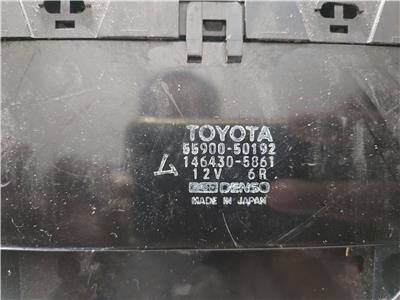 TOYOTA
55900-50192
146430-5861
12V 6R
DENSO
MADE IN JAPAN